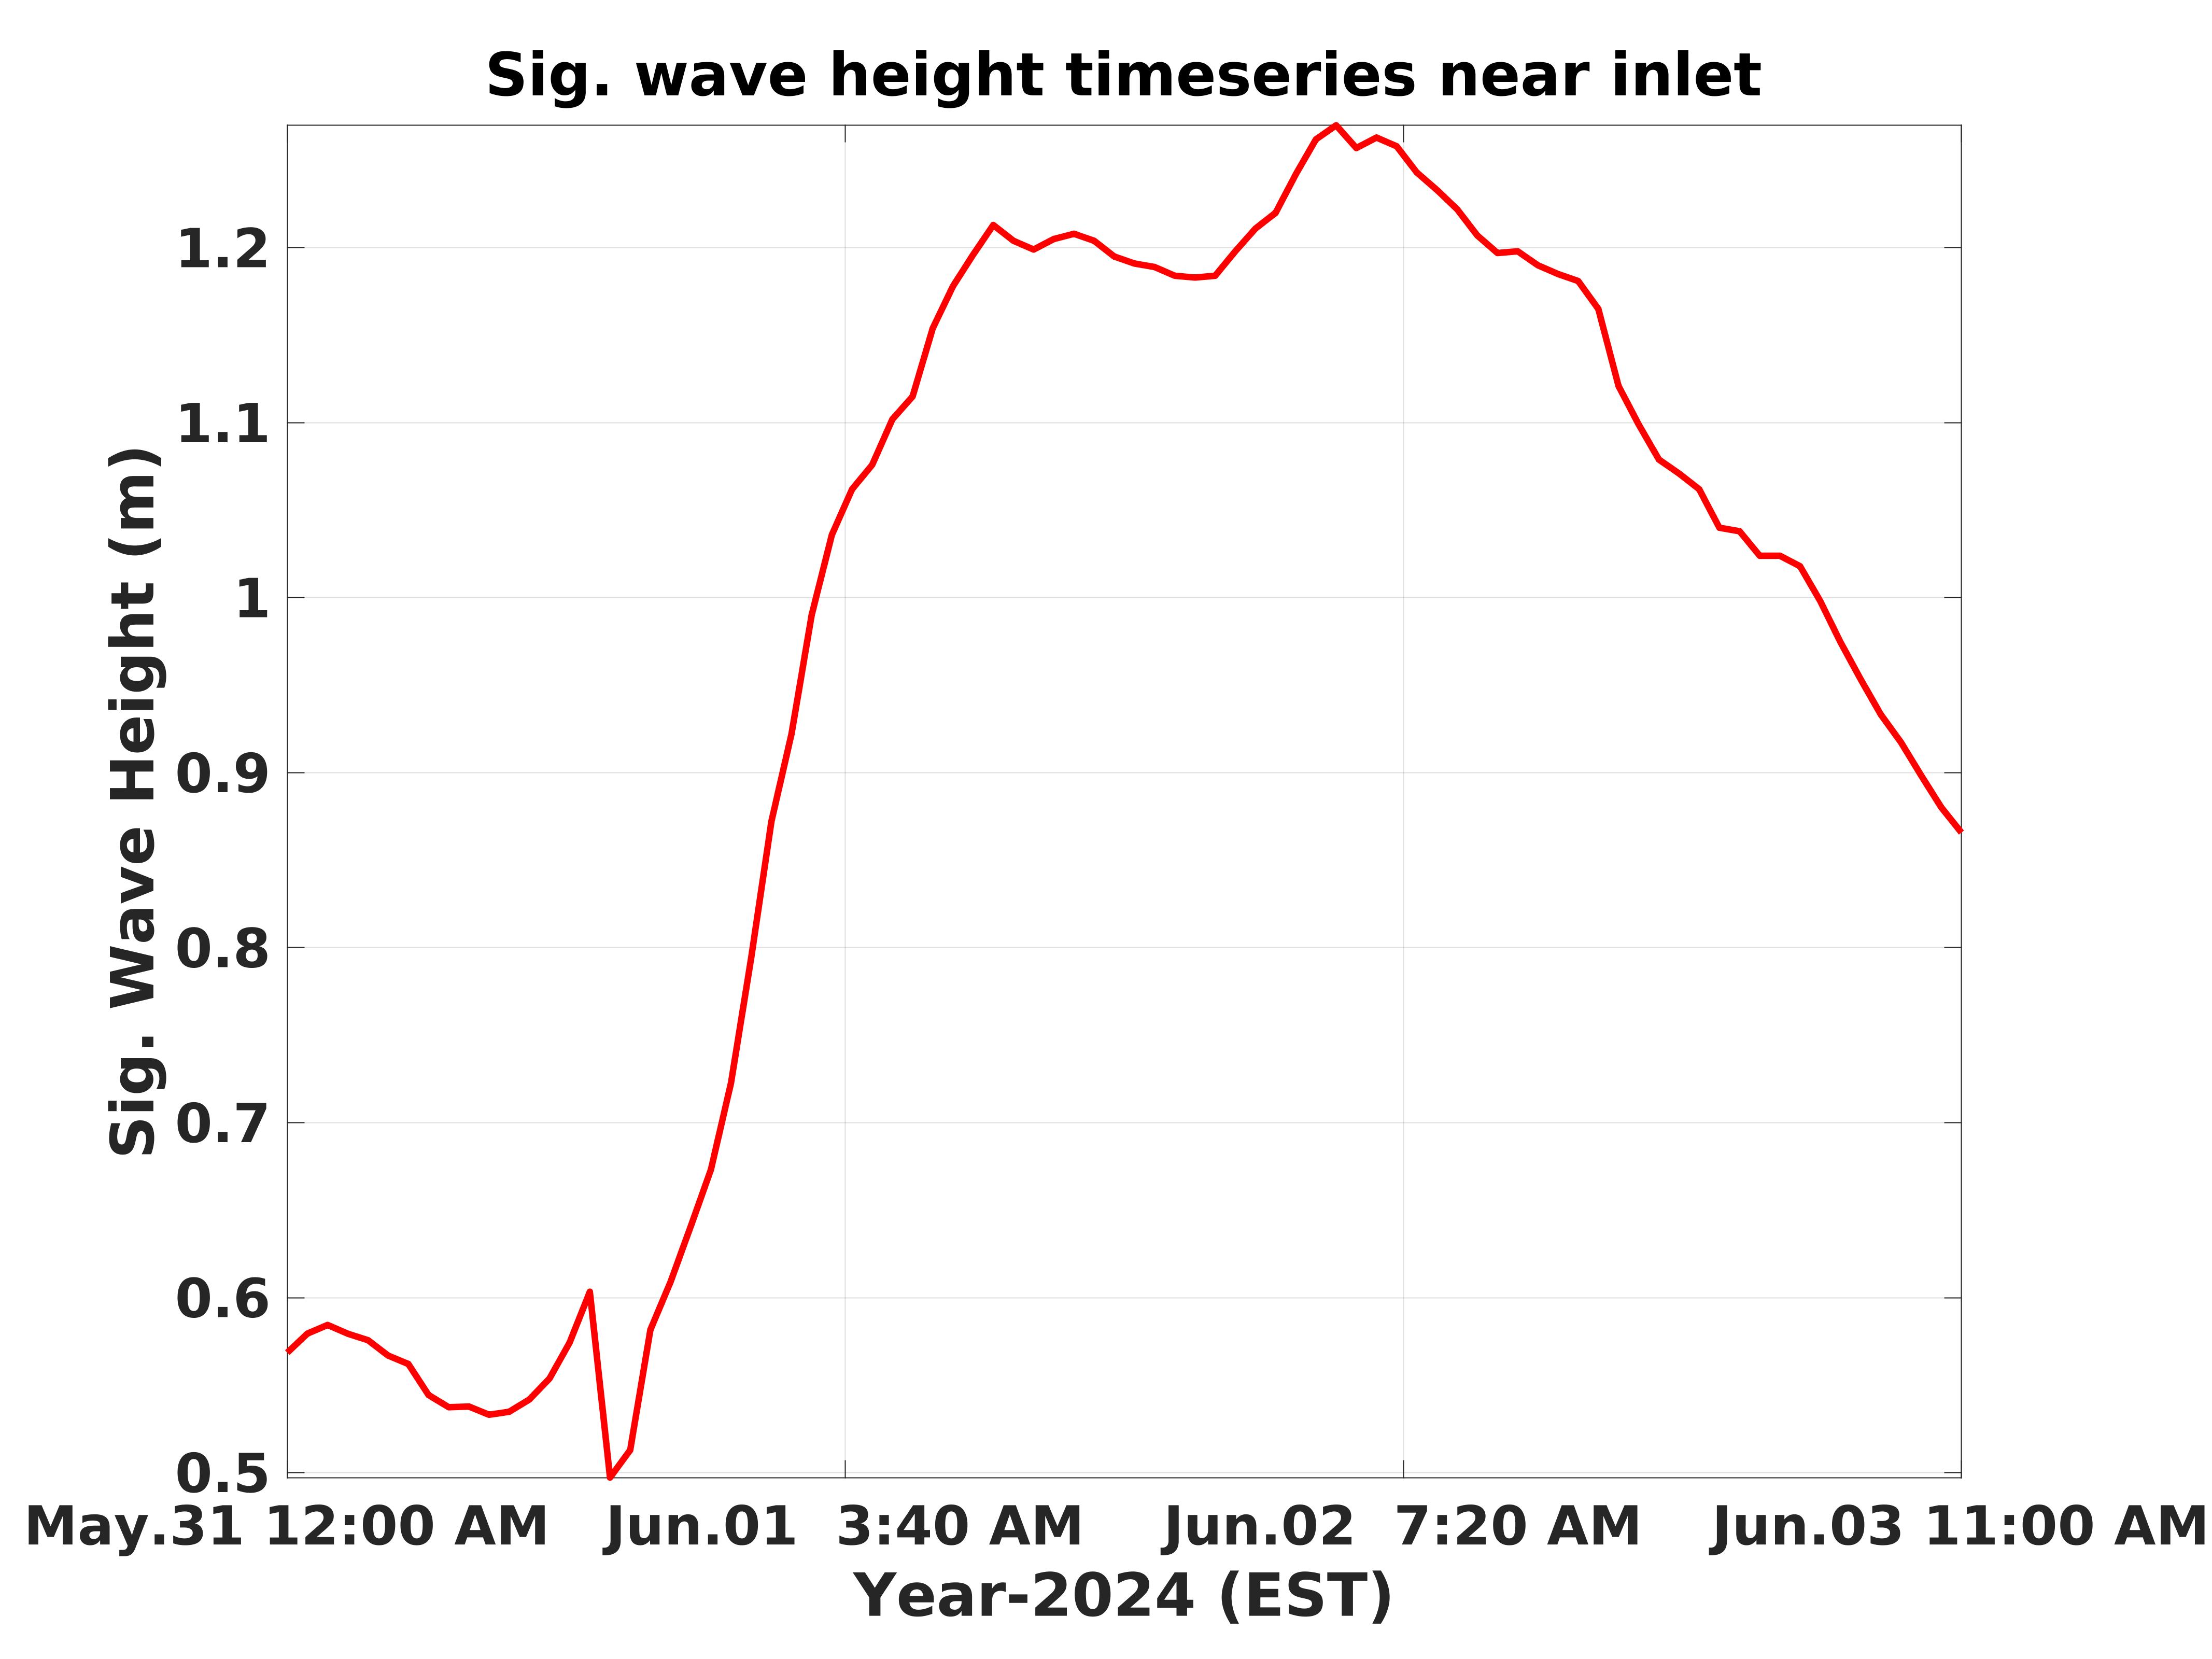 Sig. wave height timeseries near inlet
Sig. Wave Height (m)
1.2
1.1
1
0.9
0.8
0.7
0.6
0.5
May.31 12:00 AM
Jun.01 3:40 AM
Jun.02 7:20 AM
Jun.03 11:00 AM
Year-2024 (EST)